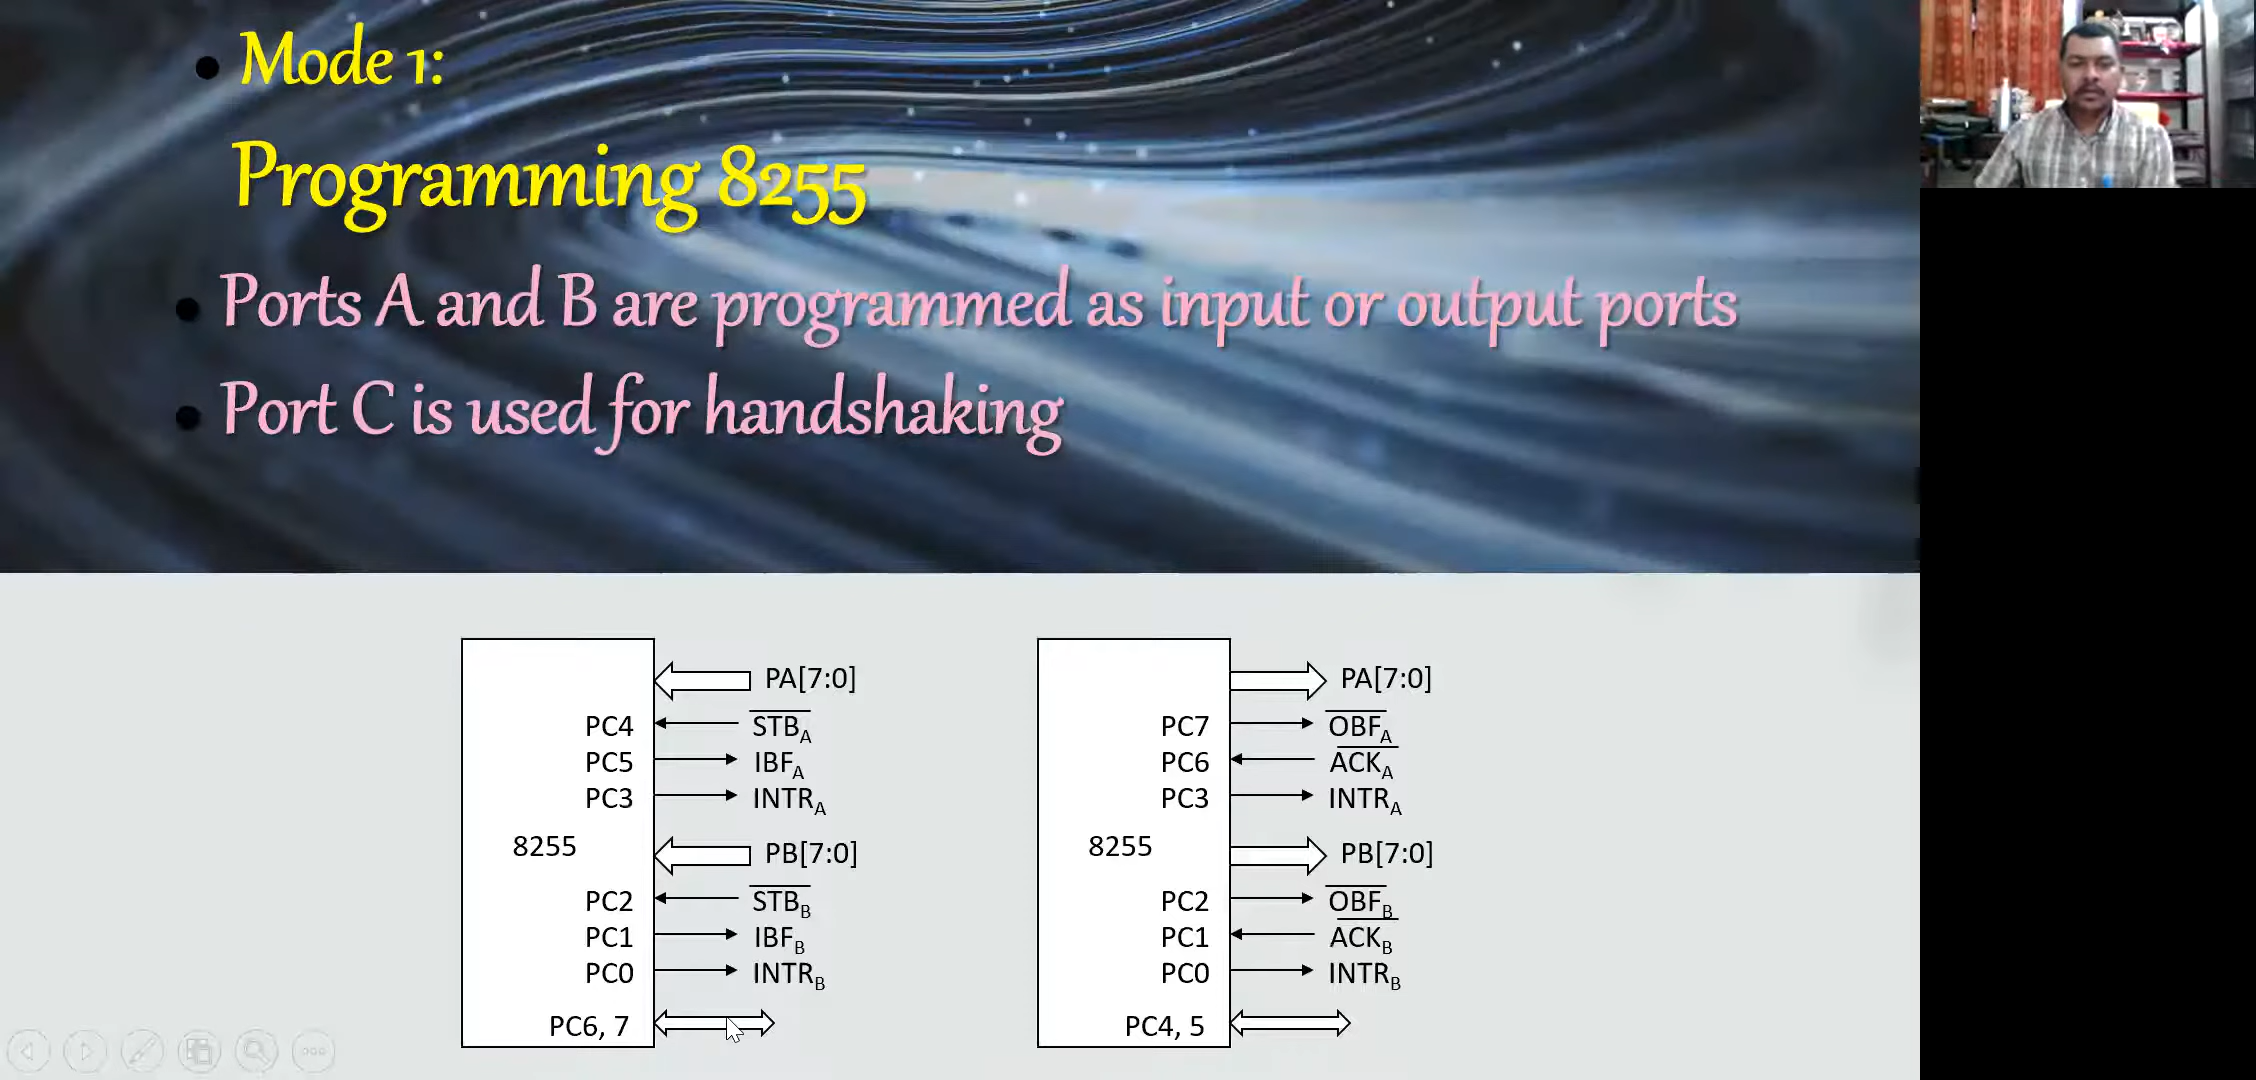 Mode 1:
Programming 8255
Ports A and B are programmed as input or output ports
Port C is used for handshaking
PA[7:0]
PC4 STBA
PC5 IBFA
PC3 INTRA
8255 PB[7:0]
PC2 STBB
PC1 IBFB
PC0 INTRB
PC6, 7
PA[7:0]
PC7 OBFA
PC6 ACKA
PC3 INTRA
8255 PB[7:0]
PC2 OBFB
PC1 ACKB
PC0 INTRB
PC4, 5